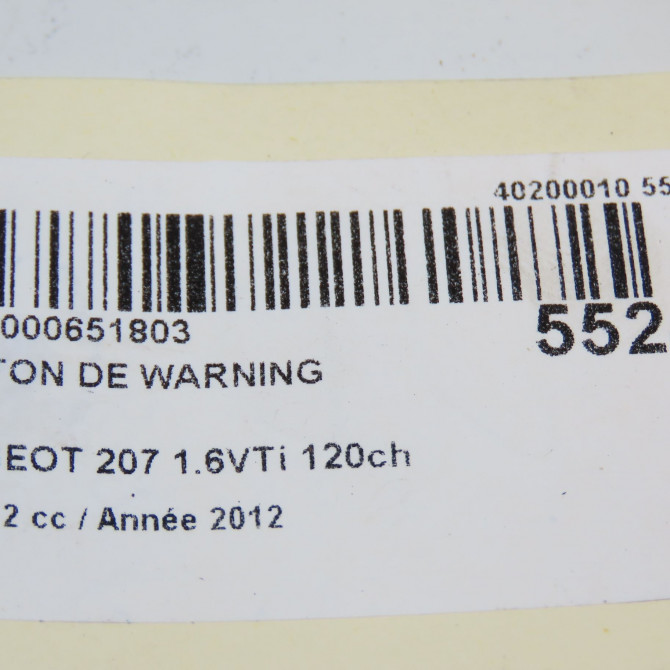 40200010 55
000651803
552
TON DE WARNING
EOT 207 1.6VTi 120ch
2 cc / Année 2012